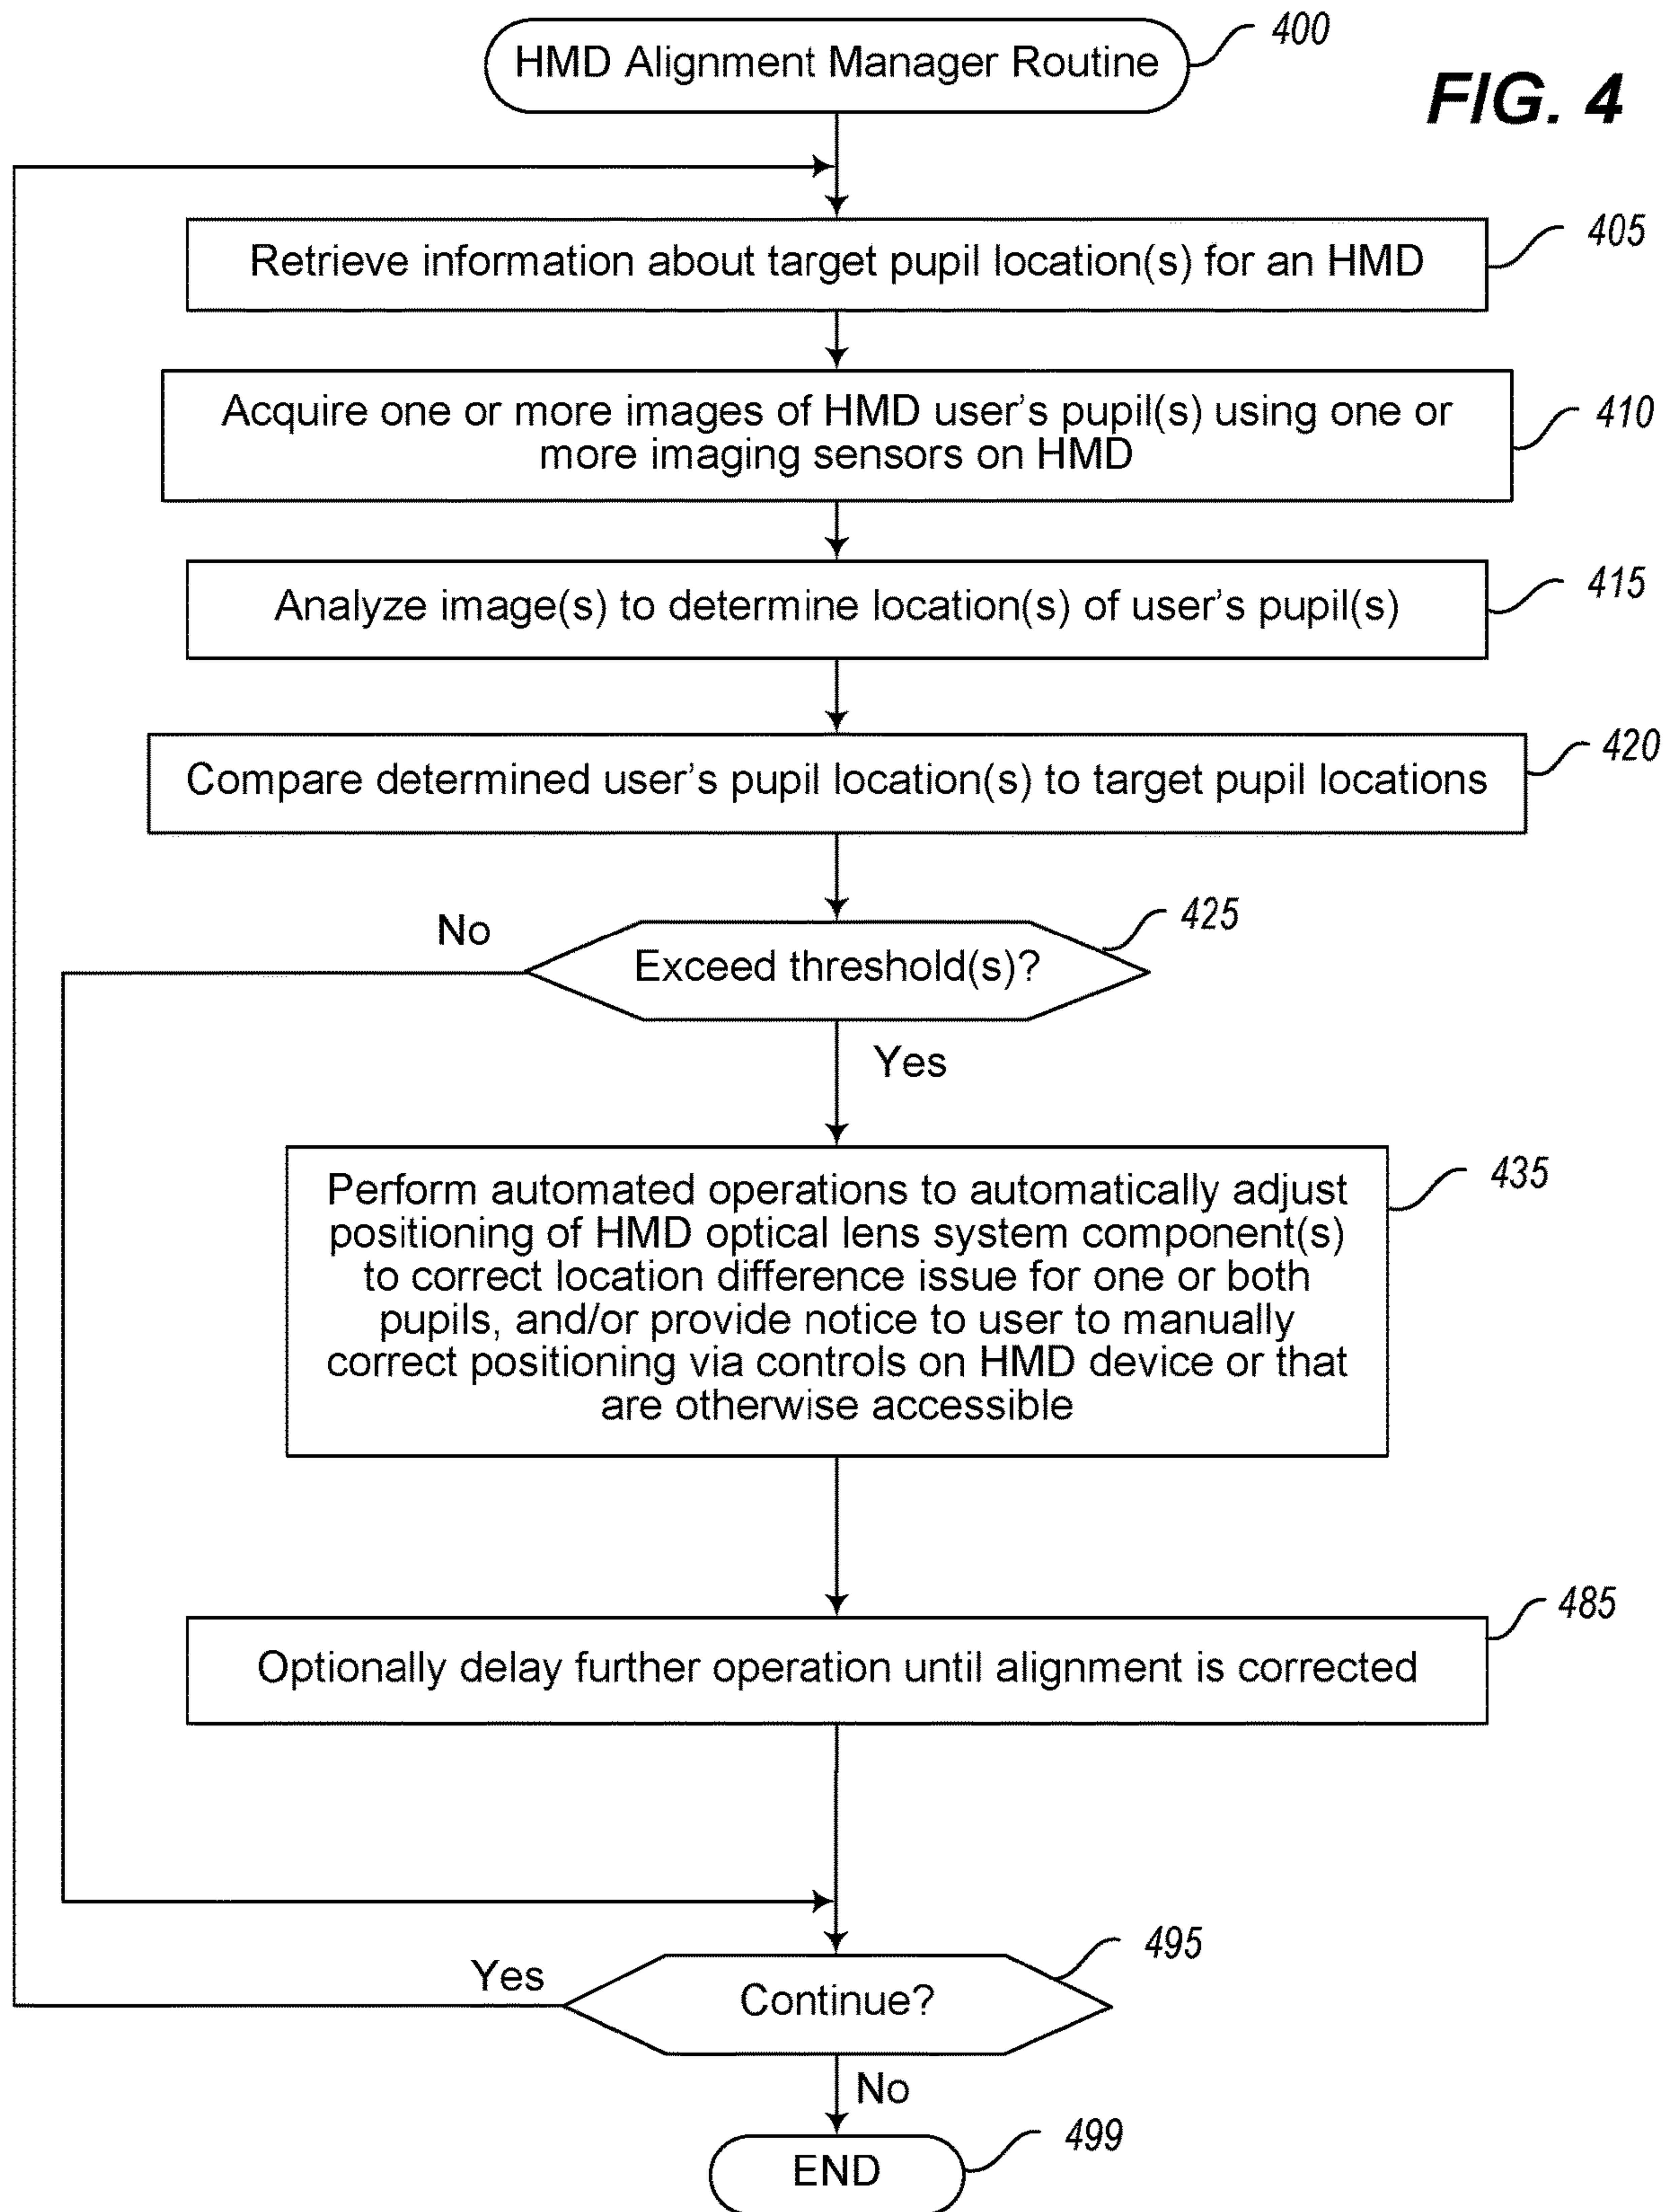 HMD Alignment Manager Routine
400
FIG. 4
Retrieve information about target pupil location(s) for an HMD
405
Acquire one or more images of HMD user's pupil(s) using one or
more imaging sensors on HMD
410
Analyze image(s) to determine location(s) of user's pupil(s)
415
Compare determined user's pupil location(s) to target pupil locations
420
No
Exceed threshold(s)?
425
Yes
Perform automated operations to automatically adjust
positioning of HMD optical lens system component(s)
to correct location difference issue for one or both
pupils, and/or provide notice to user to manually
correct positioning via controls on HMD device or that
are otherwise accessible
435
Optionally delay further operation until alignment is corrected
485
Yes
Continue?
495
No
END
499